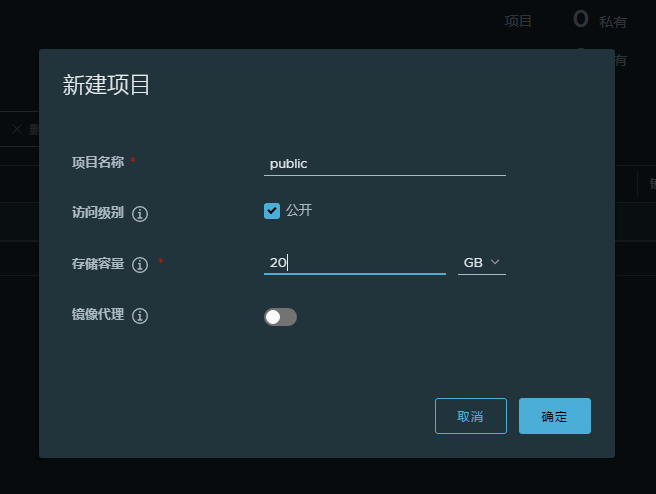 项目 0 私有
有
删
新建项目
项目名称 *
public
访问级别
公开
存储容量 *
20
GB
镜像代理
取消
确定